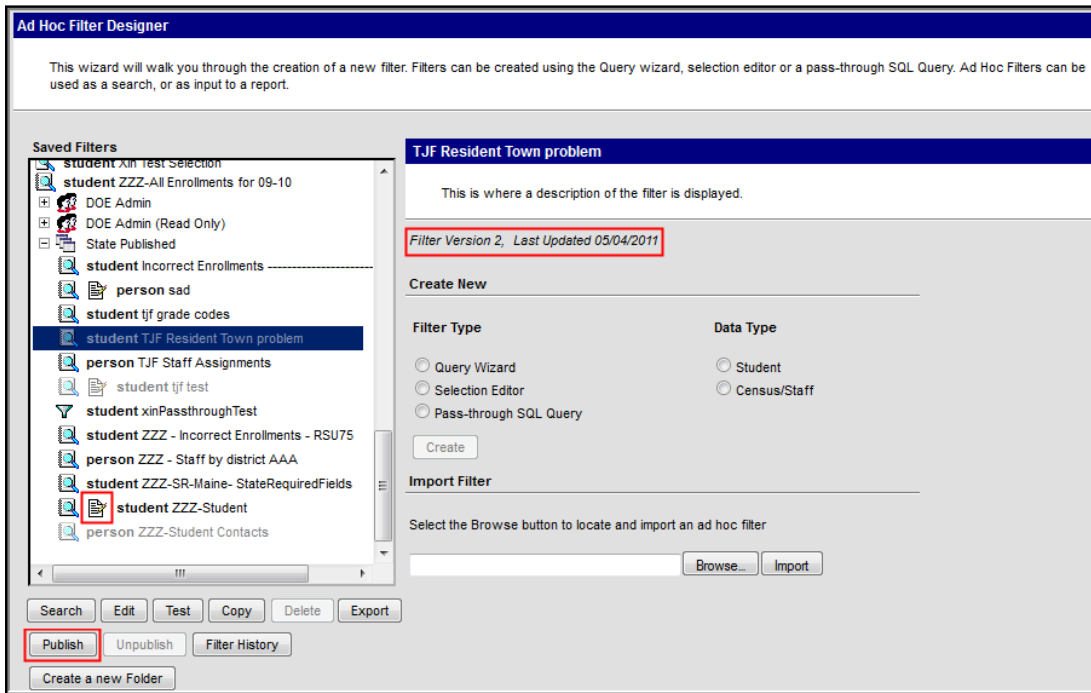 Ad Hoc Filter Designer
This wizard will walk you through the creation of a new filter. Filters can be created using the Query wizard, selection editor or a pass-through SQL Query. Ad Hoc Filters can be
used as a search, or as input to a report.
Saved Filters
student Xin Test Selection
student ZZZ-All Enrollments for 09-10
DOE Admin
DOE Admin (Read Only)
State Published
student Incorrect Enrollments -----------------------
person sad
student tjf grade codes
student TJF Resident Town problem
person TJF Staff Assignments
student tjf test
student xinPassthroughTest
student ZZZ - Incorrect Enrollments - RSU75
person ZZZ - Staff by district AAA
student ZZZ-SR-Maine- StateRequiredFields
student ZZZ-Student
person ZZZ-Student Contacts
Search Edit Test Copy Delete Export
Publish Unpublish Filter History
Create a new Folder
TJF Resident Town problem
This is where a description of the filter is displayed.
Filter Version 2, Last Updated 05/04/2011
Create New
Filter Type Data Type
Query Wizard Student
Selection Editor Census/Staff
Pass-through SQL Query
Create
Import Filter
Select the Browse button to locate and import an ad hoc filter
Browse... Import